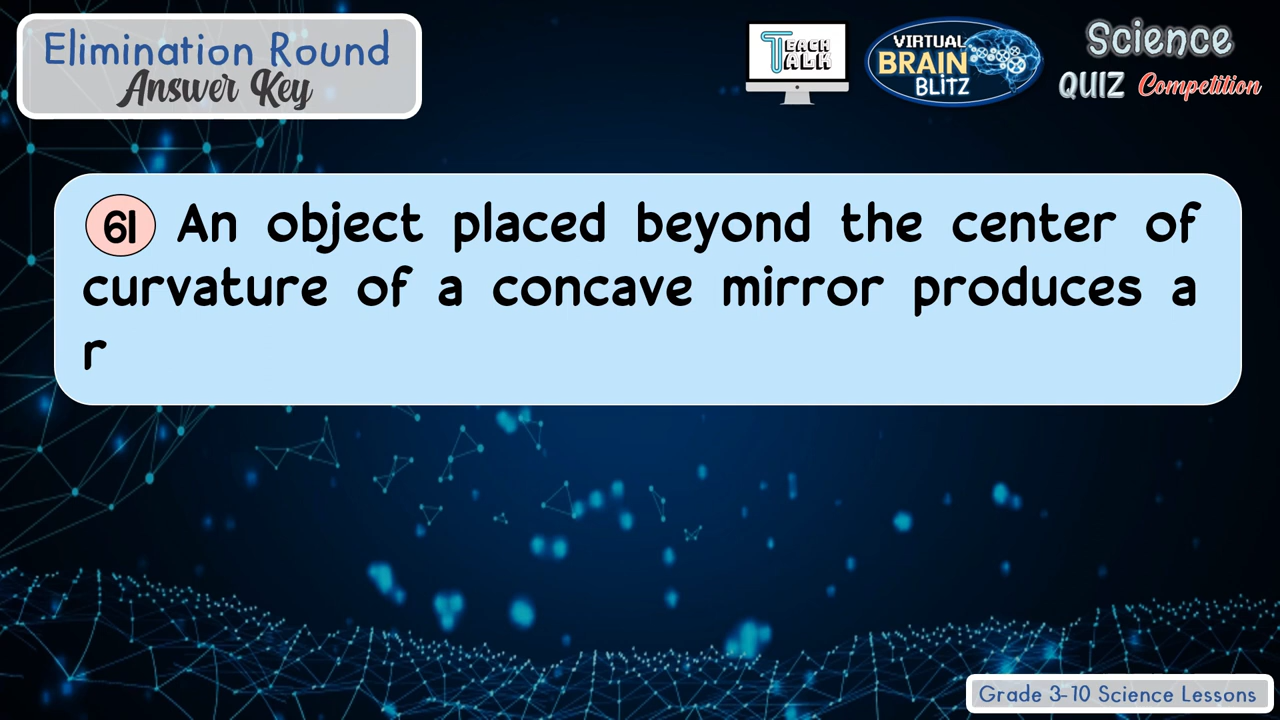 Elimination Round
Answer Key
TEACH TALK
VIRTUAL
BRAIN
BLITZ
Science
QUIZ Competition
61 An object placed beyond the center of
curvature of a concave mirror produces a
r
Grade 3-10 Science Lessons